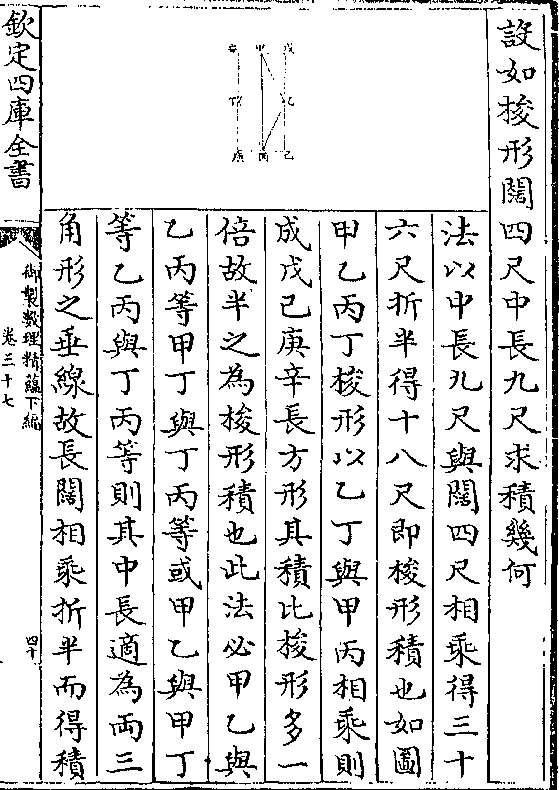 設如梭形闊四尺中長九尺求積幾何
法以中長九尺與闊四尺相乘得三十
六尺折半得十八尺即梭形積也如圖
甲乙丙丁梭形以乙丁與甲丙相乘則
成戊己庚辛長方形其積比梭形多一
倍故半之為梭形積也此法必甲乙與
乙丙等甲丁與丁丙等或甲乙與甲丁
等乙丙與丁丙等則其中長適為兩三
角形之垂線故長闊相乘折半而得積
戊
甲
辛
乙
丁
己
丙
庚
欽定四庫全書
御製數理精蘊下編
卷三十七
四十